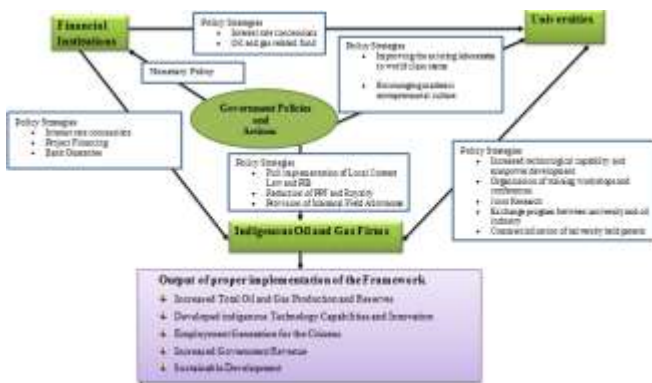 Financial
Institutions
Policy Strategies
Interest rate concessions
Oil and gas related fund
Universities
Policy Strategies
Improving the existing laboratories
to world class status
Encouraging academic
entrepreneurial culture
Monetary Policy
Government Policies
and
Actions
Policy Strategies
Interest rate concessions
Project Financing
Bank Guarantee
Policy Strategies
Full implementation of Local Content
Law and PIB
Reduction of PPT and Royalty
Provision of Marginal Field Allowances
Policy Strategies
Increased technological capability and
manpower development
Organization of training workshops and
conferences
Joint Research
Exchange program between university and oil
industry
Commercialization of university
Indigenous Oil and Gas Firms
Output of proper implementation of the Framework
Increased Total Oil and Gas Production and Reserves
Developed indigenous Technology Capabilities and Innovation
Employment Generation for the Citizens
Increased Government Revenue
Sustainable Development